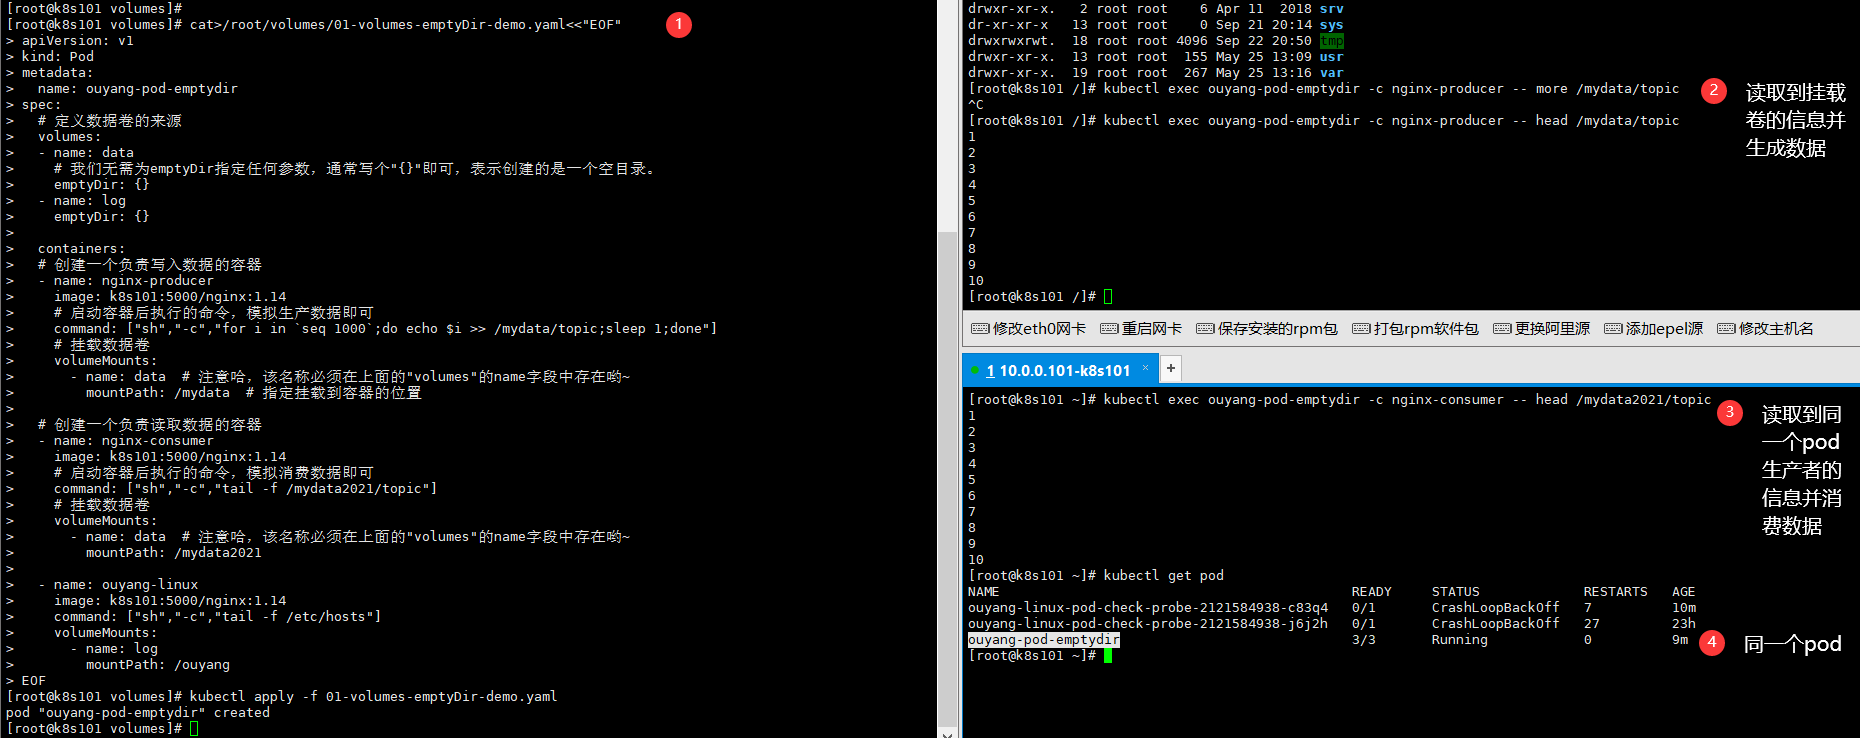 [root@k8s101 volumes]#
[root@k8s101 volumes]# cat>/root/volumes/01-volumes-emptyDir-demo.yaml<<"EOF"
1
> apiVersion: v1
> kind: Pod
> metadata:
>   name: ouyang-pod-emptydir
> spec:
>   # 定义数据卷的来源
>   volumes:
>   - name: data
>     # 我们无需为emptyDir指定任何参数，通常写个"{}"即可，表示创建的是一个空目录。
>     emptyDir: {}
>   - name: log
>     emptyDir: {}
>
>   containers:
>   # 创建一个负责写入数据的容器
>   - name: nginx-producer
>     image: k8s101:5000/nginx:1.14
>     # 启动容器后执行的命令，模拟生产数据即可
>     command: ["sh","-c","for i in `seq 1000`;do echo $i >> /mydata/topic;sleep 1;done"]
>     # 挂载数据卷
>     volumeMounts:
>       - name: data  # 注意哈，该名称必须在上面的"volumes"的name字段中存在哟~
>         mountPath: /mydata  # 指定挂载到容器的位置
>
>   # 创建一个负责读取数据的容器
>   - name: nginx-consumer
>     image: k8s101:5000/nginx:1.14
>     # 启动容器后执行的命令，模拟消费数据即可
>     command: ["sh","-c","tail -f /mydata2021/topic"]
>     # 挂载数据卷
>     volumeMounts:
>       - name: data  # 注意哈，该名称必须在上面的"volumes"的name字段中存在哟~
>         mountPath: /mydata2021
>
>   - name: ouyang-linux
>     image: k8s101:5000/nginx:1.14
>     command: ["sh","-c","tail -f /etc/hosts"]
>     volumeMounts:
>       - name: log
>         mountPath: /ouyang
> EOF
[root@k8s101 volumes]# kubectl apply -f 01-volumes-emptyDir-demo.yaml
pod "ouyang-pod-emptydir" created
[root@k8s101 volumes]#
drwxr-xr-x.   2 root root    6 Apr 11  2018 srv
dr-xr-xr-x   13 root root    0 Sep 21 20:14 sys
drwxrwxrwt.  18 root root 4096 Sep 22 20:50 tmp
drwxr-xr-x.  13 root root  155 May 25 13:09 usr
drwxr-xr-x.  19 root root  267 May 25 13:16 var
[root@k8s101 /]# kubectl exec ouyang-pod-emptydir -c nginx-producer -- more /mydata/topic
^C
[root@k8s101 /]# kubectl exec ouyang-pod-emptydir -c nginx-producer -- head /mydata/topic
1
2
3
4
5
6
7
8
9
10
[root@k8s101 /]#
2
读取到挂载
卷的信息并
生成数据
修改eth0网卡 重启网卡 保存安装的rpm包 打包rpm软件包 更换阿里源 添加epel源 修改主机名
1 10.0.0.101-k8s101 × +
[root@k8s101 ~]# kubectl exec ouyang-pod-emptydir -c nginx-consumer -- head /mydata2021/topic
1
2
3
4
5
6
7
8
9
10
3
读取到同
一个pod
生产者的
信息并消
费数据
[root@k8s101 ~]# kubectl get pod
NAME                                            READY     STATUS             RESTARTS   AGE
ouyang-linux-pod-check-probe-2121584938-c83q4   0/1       CrashLoopBackOff   7          10m
ouyang-linux-pod-check-probe-2121584938-j6j2h   0/1       CrashLoopBackOff   27         23h
ouyang-pod-emptydir                             3/3       Running            0          9m
4 同一个pod
[root@k8s101 ~]#